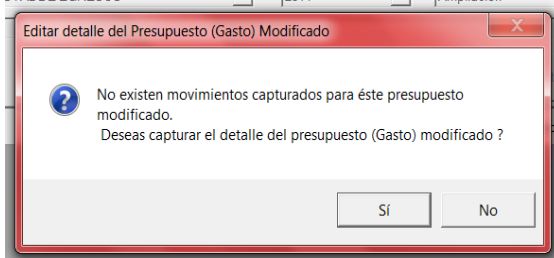 Editar detalle del Presupuesto (Gasto) Modificado
No existen movimientos capturados para éste presupuesto
modificado.
Deseas capturar el detalle del presupuesto (Gasto) modificado ?
Sí
No